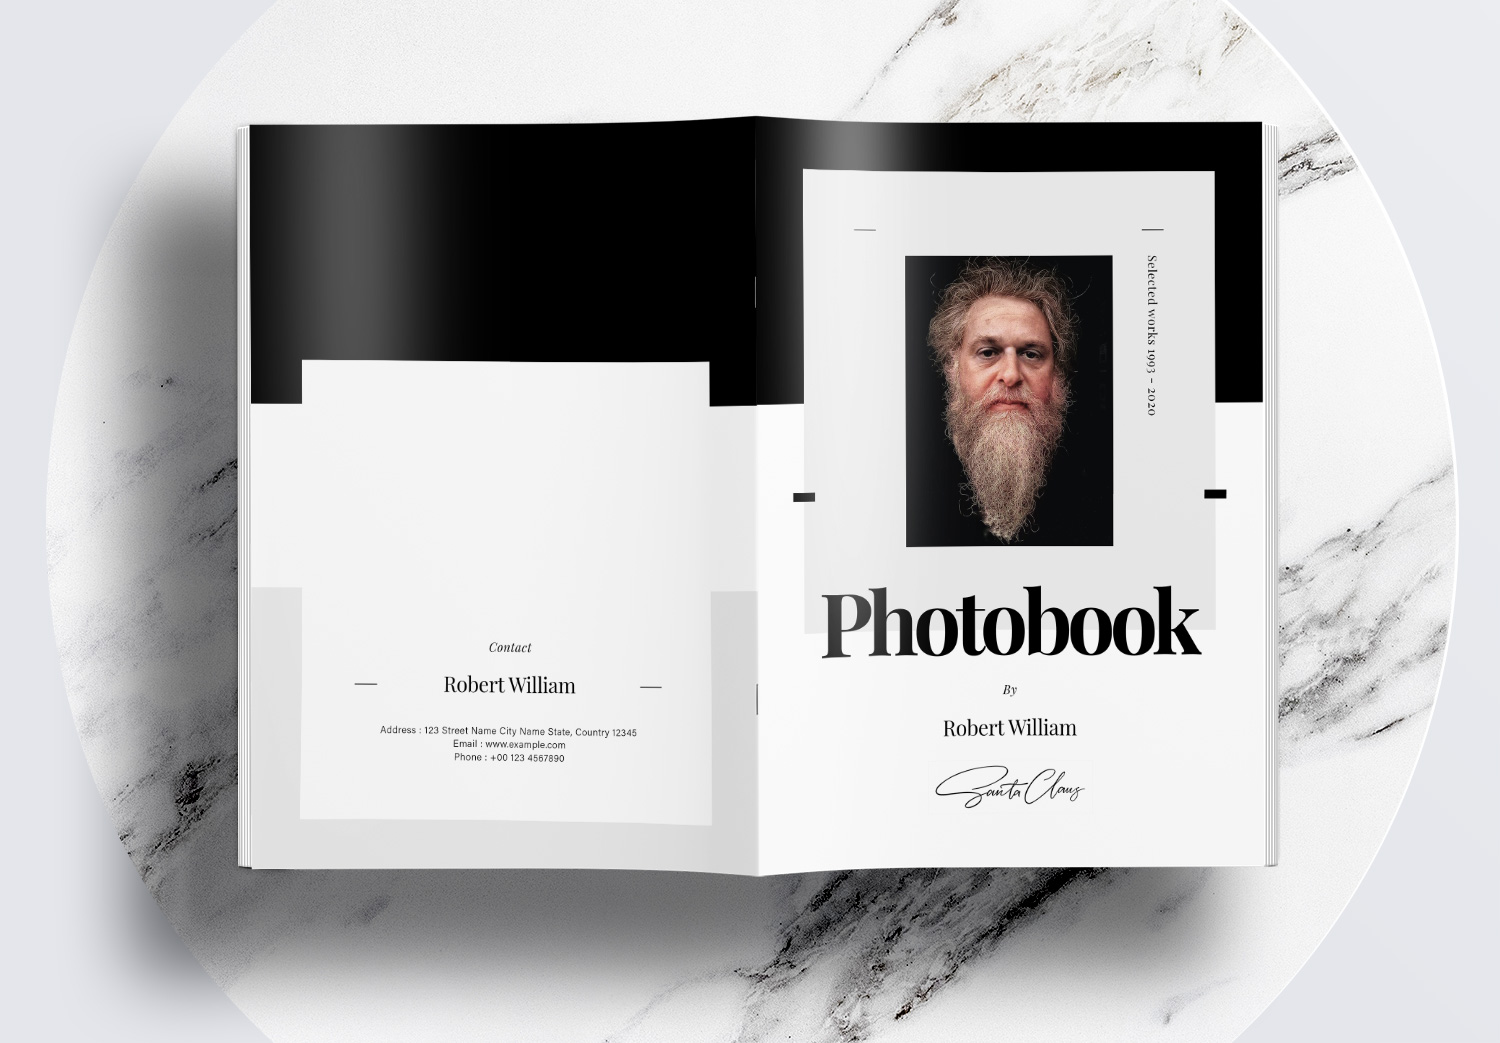 Contact
Robert William
Address : 123 Street Name City Name State, Country 12345
Email : www.example.com
Phone : +00 123 4567890
Selected works 1993 - 2020
Photobook
By
Robert William
Santa Claus